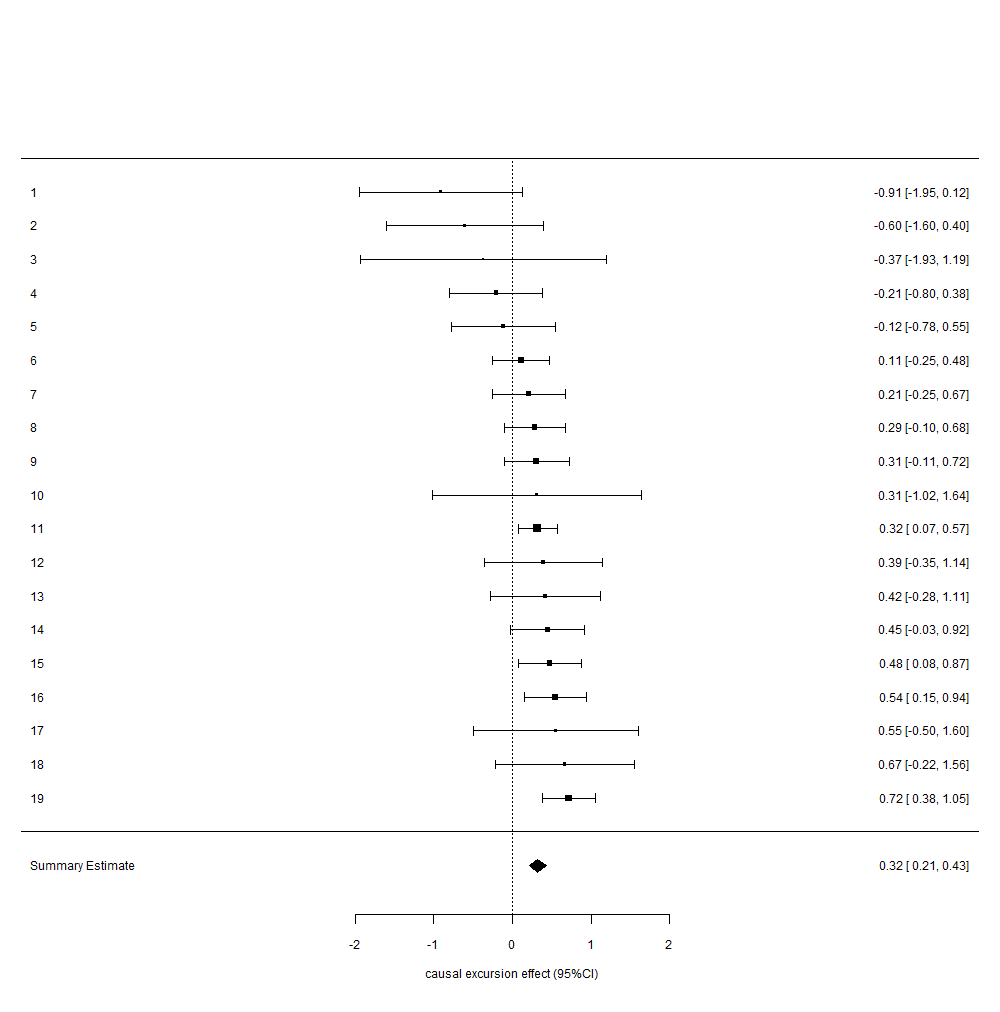 1 -0.91 [-1.95, 0.12]
2 -0.60 [-1.60, 0.40]
3 -0.37 [-1.93, 1.19]
4 -0.21 [-0.80, 0.38]
5 -0.12 [-0.78, 0.55]
6 0.11 [-0.25, 0.48]
7 0.21 [-0.25, 0.67]
8 0.29 [-0.10, 0.68]
9 0.31 [-0.11, 0.72]
10 0.31 [-1.02, 1.64]
11 0.32 [ 0.07, 0.57]
12 0.39 [-0.35, 1.14]
13 0.42 [-0.28, 1.11]
14 0.45 [-0.03, 0.92]
15 0.48 [ 0.08, 0.87]
16 0.54 [ 0.15, 0.94]
17 0.55 [-0.50, 1.60]
18 0.67 [-0.22, 1.56]
19 0.72 [ 0.38, 1.05]
Summary Estimate 0.32 [ 0.21, 0.43]
-2 -1 0 1 2
causal excursion effect (95%CI)